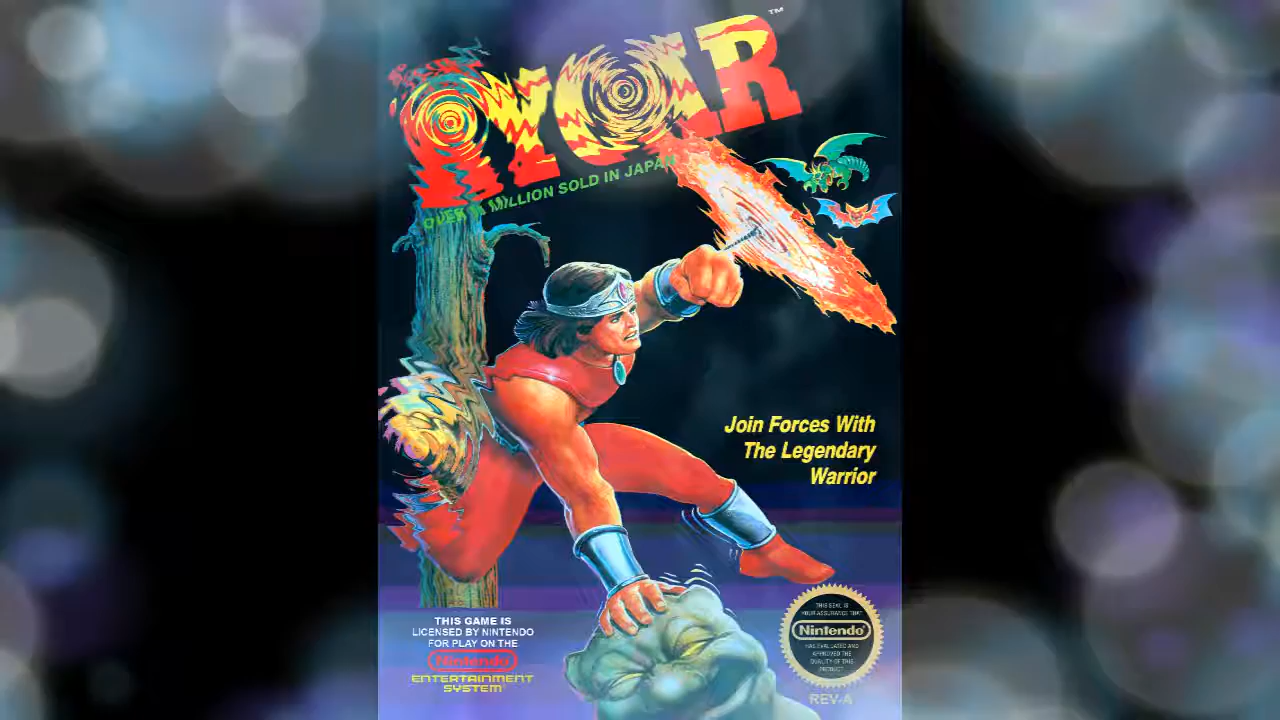 TM
OVER A MILLION SOLD IN JAPAN
Join Forces With
The Legendary
Warrior
THIS GAME IS
LICENSED BY NINTENDO
FOR PLAY ON THE
Nintendo
ENTERTAINMENT
SYSTEM
THIS SEAL IS
YOUR ASSURANCE THAT
Nintendo
HAS EVALUATED AND
APPROVED THE
QUALITY OF THIS
PRODUCT
REV-A